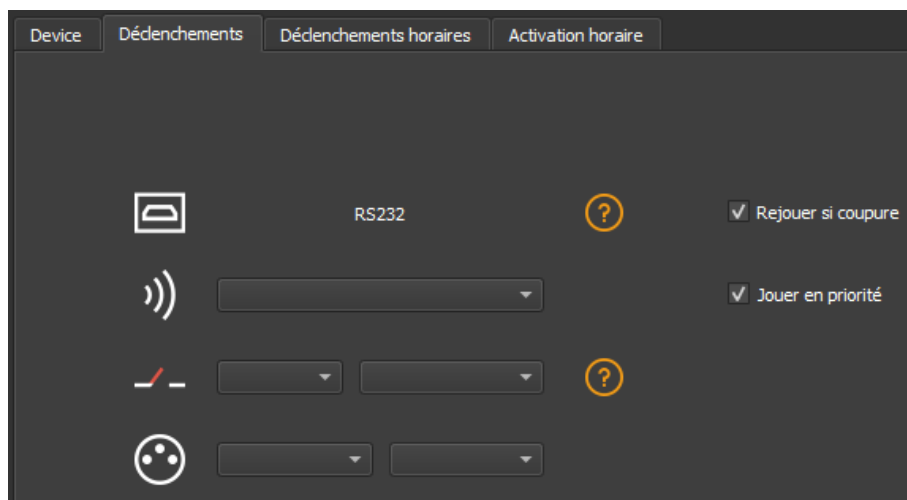 Device
Déclenchements
Déclenchements horaires
Activation horaire
RS232
?
Rejouer si coupure
Jouer en priorité
?